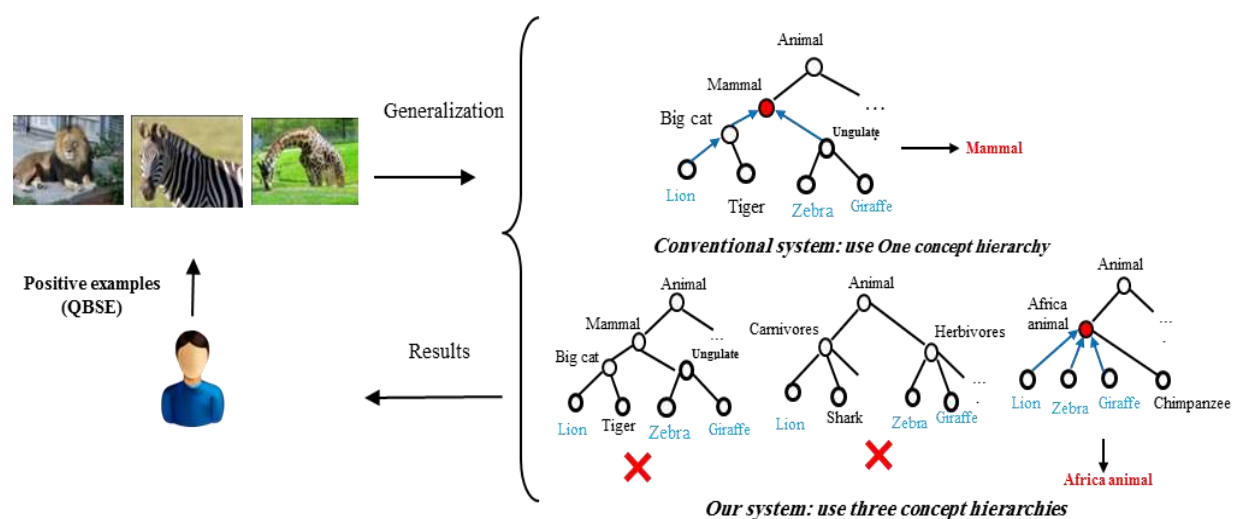 Animal
Mammal
Generalization
...
Big cat
Ungulate
Mammal
Lion
Tiger
Zebra
Giraffe
Conventional system: use One concept hierarchy
Positive examples
(QBSE)
Results
Animal
Mammal
...
Big cat
Ungulate
Lion
Tiger
Zebra
Giraffe
Animal
Carnivores
Herbivores
...
.
Lion
Shark
Zebra
Giraffe
Animal
Africa
animal
...
.
Lion
Zebra
Giraffe
Chimpanzee
Africa animal
Our system: use three concept hierarchies